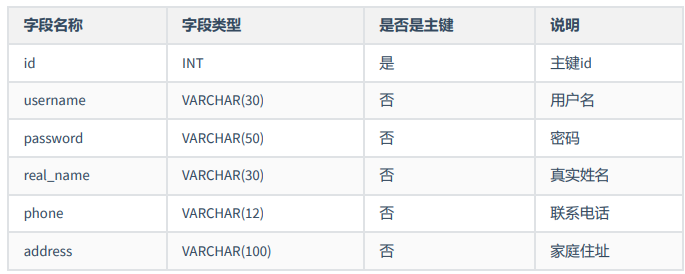 字段名称 字段类型 是否是主键 说明
id INT 是 主键id
username VARCHAR(30) 否 用户名
password VARCHAR(50) 否 密码
real_name VARCHAR(30) 否 真实姓名
phone VARCHAR(12) 否 联系电话
address VARCHAR(100) 否 家庭住址